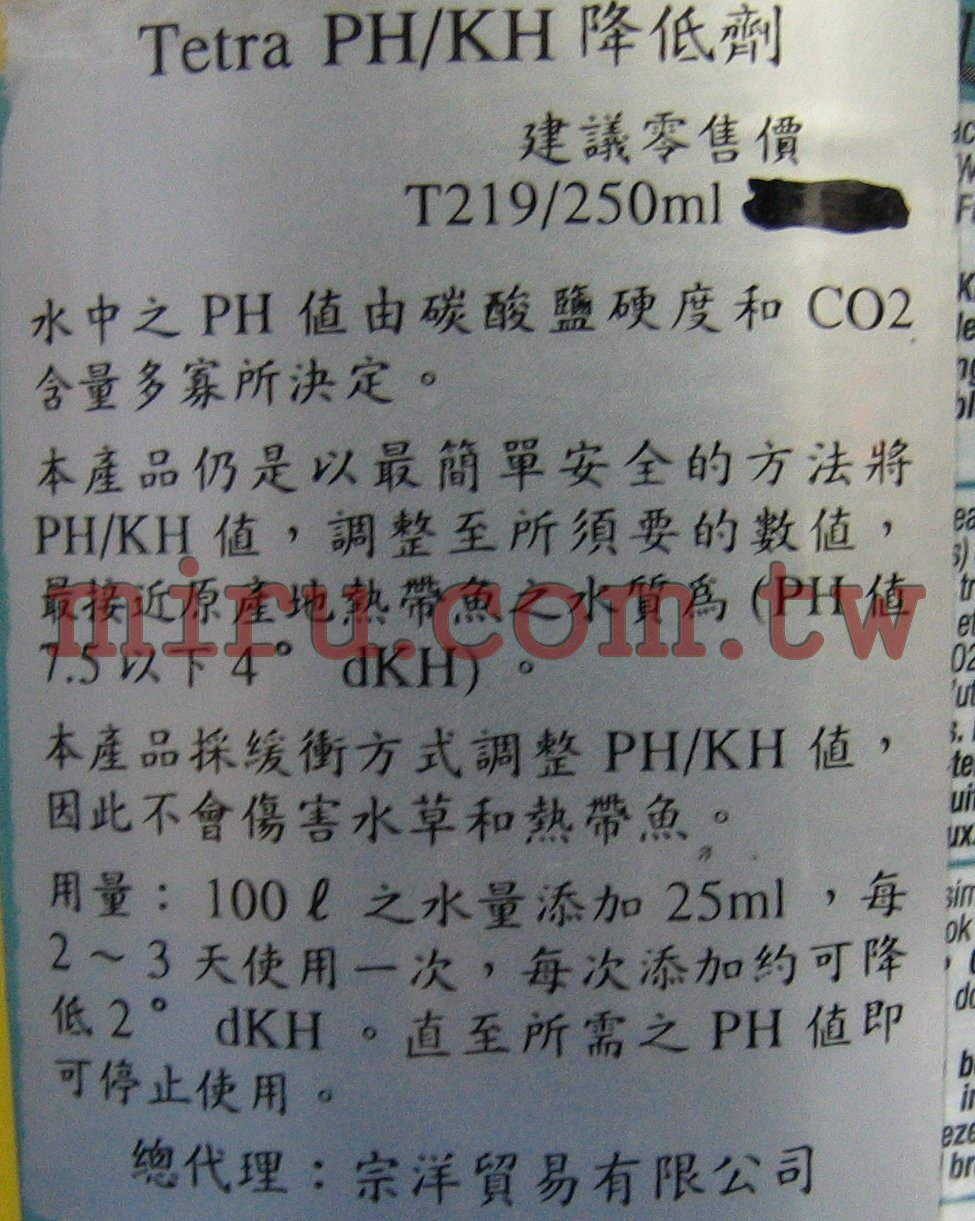 Tetra PH/KH 降低劑
建議零售價
T219/250ml
水中之 PH 值由碳酸鹽硬度和 CO2
含量多寡所決定。
本產品仍是以最簡單安全的方法將
PH/KH 值，調整至所須要的數值，
最接近原產地熱帶魚之水質爲 (PH 值
7.5 以下 4° dKH)。
miru.com.tw
本產品採緩衝方式調整 PH/KH 值，
因此不會傷害水草和熱帶魚。
用量：100ℓ 之水量添加 25ml，每
2～3 天使用一次，每次添加約可降
低 2° dKH。直至所需之 PH 值即
可停止使用。
總代理：宗洋貿易有限公司